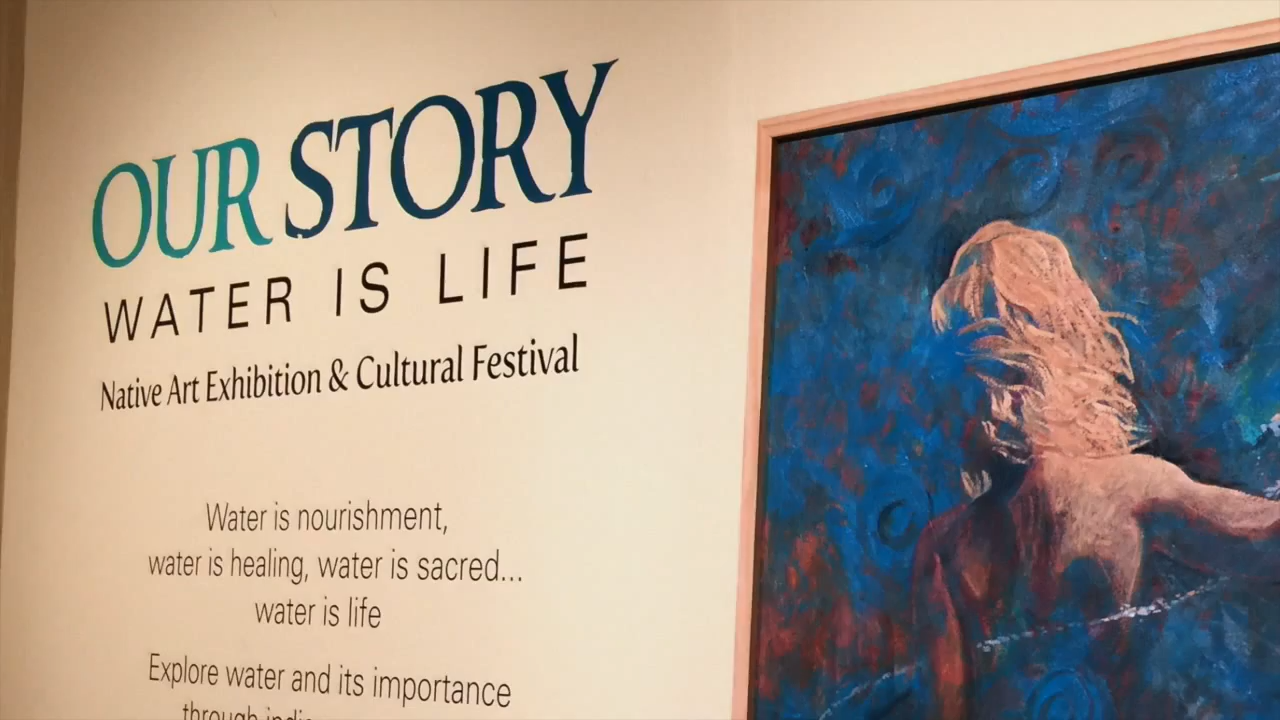 OUR STORY
WATER IS LIFE
Native Art Exhibition & Cultural Festival
Water is nourishment,
water is healing, water is sacred...
water is life
Explore water and its importance
through